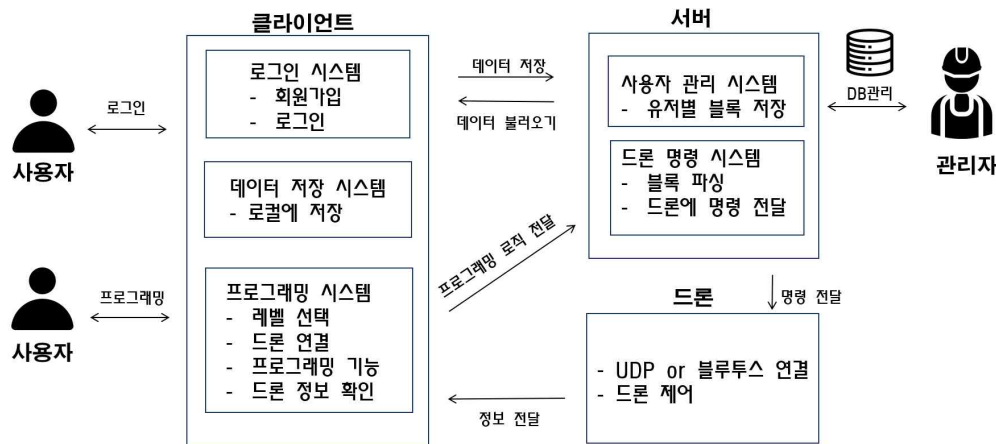 클라이언트
로그인 시스템
- 회원가입
- 로그인
데이터 저장 시스템
- 로컬에 저장
프로그래밍 시스템
- 레벨 선택
- 드론 연결
- 프로그래밍 기능
- 드론 정보 확인
로그인
사용자
프로그래밍
사용자
데이터 저장
데이터 불러오기
프로그래밍 로직 전달
정보 전달
서버
사용자 관리 시스템
- 유저별 블록 저장
드론 명령 시스템
- 블록 파싱
- 드론에 명령 전달
DB관리
관리자
명령 전달
드론
- UDP or 블루투스 연결
- 드론 제어